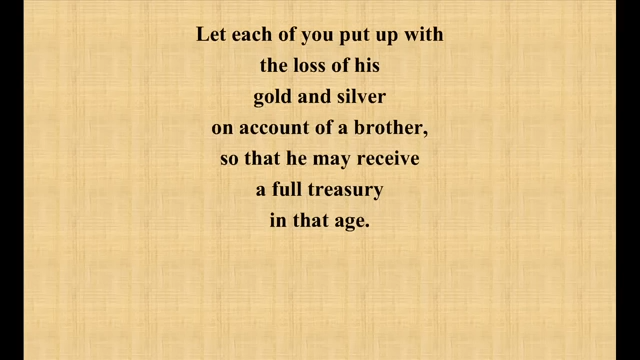 Let each of you put up with
the loss of his
gold and silver
on account of a brother,
so that he may receive
a full treasury
in that age.